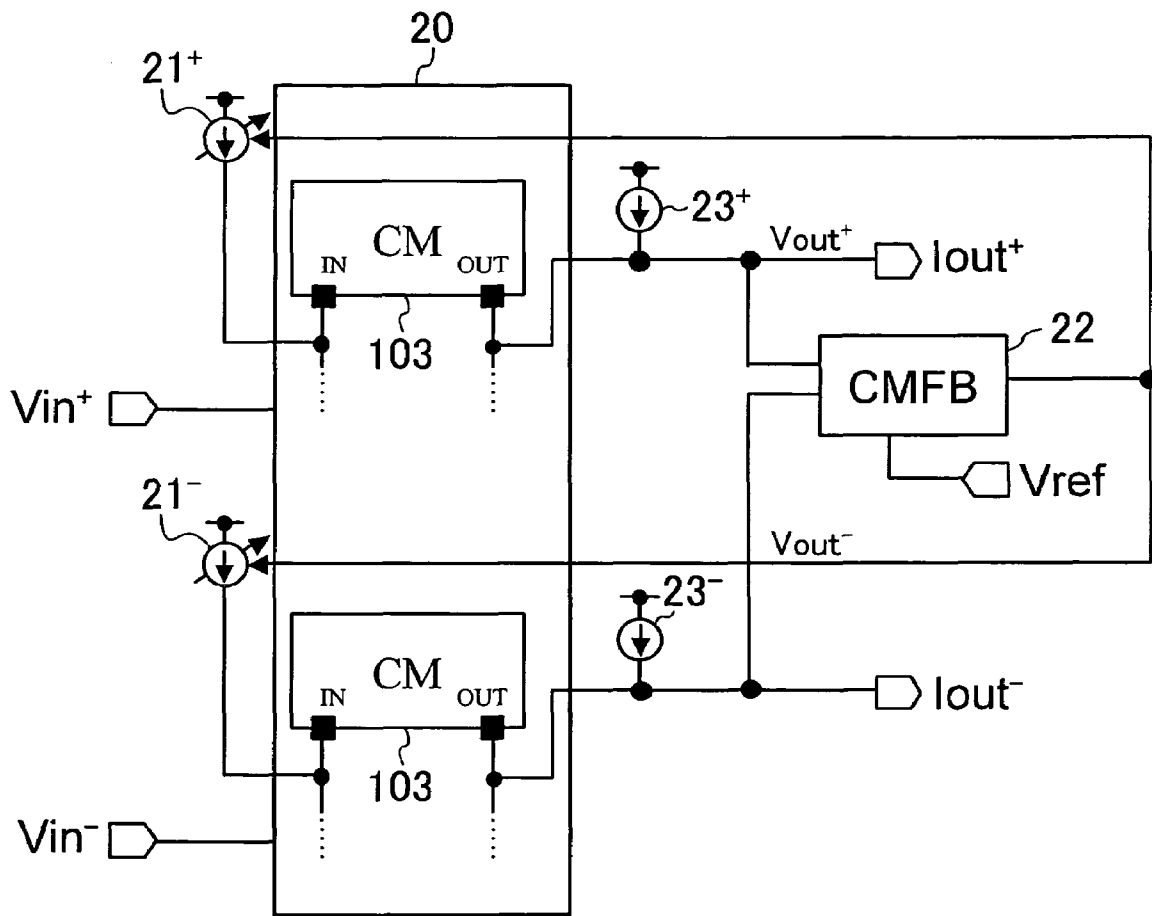 20
21⁺
23⁺
CM
IN OUT
103
Vout⁺
Iout⁺
22
CMFB
Vin⁺
Vref
21⁻
Vout⁻
23⁻
CM
IN OUT
103
Iout⁻
Vin⁻